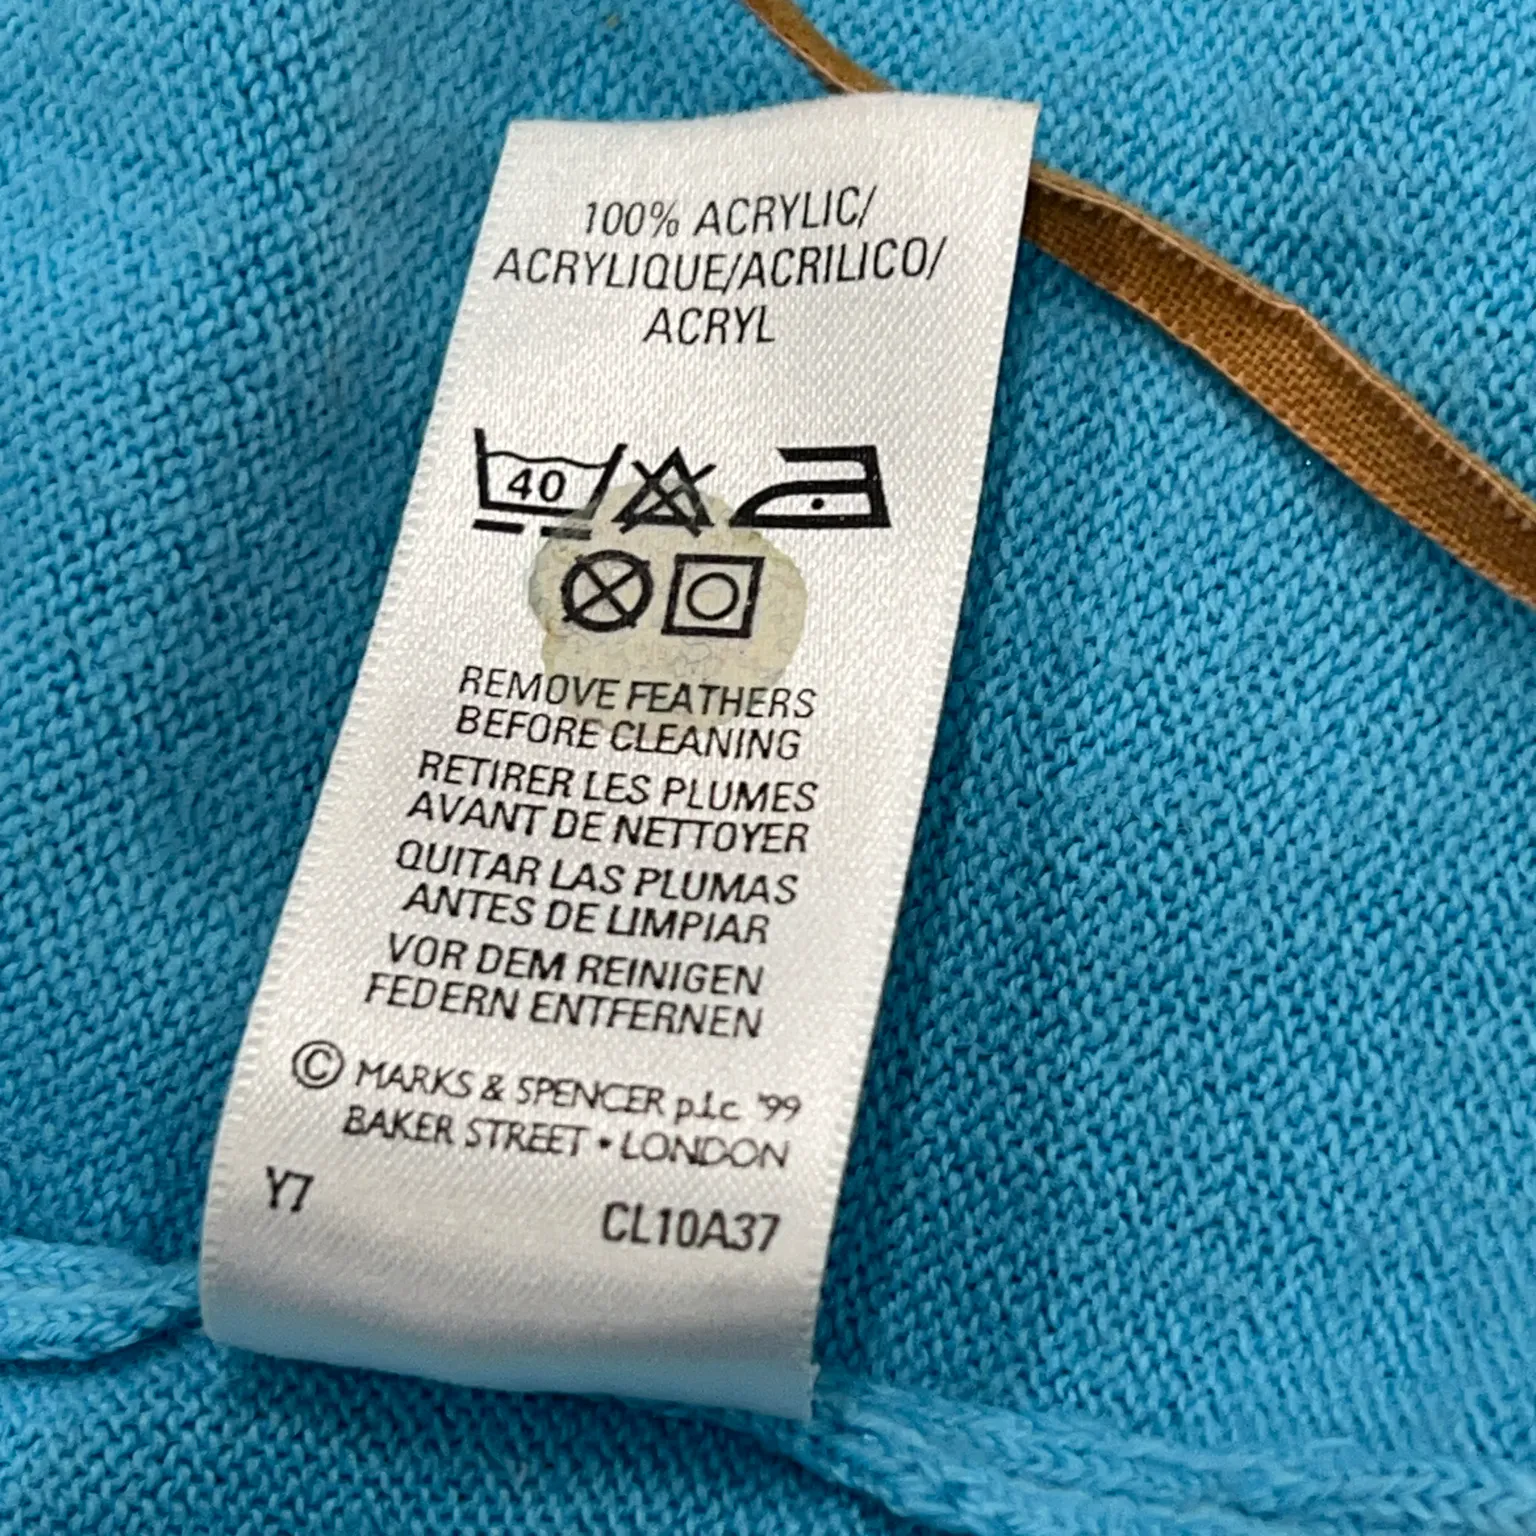 100% ACRYLIC/
ACRYLIQUE/ACRILICO/
ACRYL
40
REMOVE FEATHERS
BEFORE CLEANING
RETIRER LES PLUMES
AVANT DE NETTOYER
QUITAR LAS PLUMAS
ANTES DE LIMPIAR
VOR DEM REINIGEN
FEDERN ENTFERNEN
© MARKS & SPENCER p.l.c '99
BAKER STREET • LONDON
Y7 CL10A37